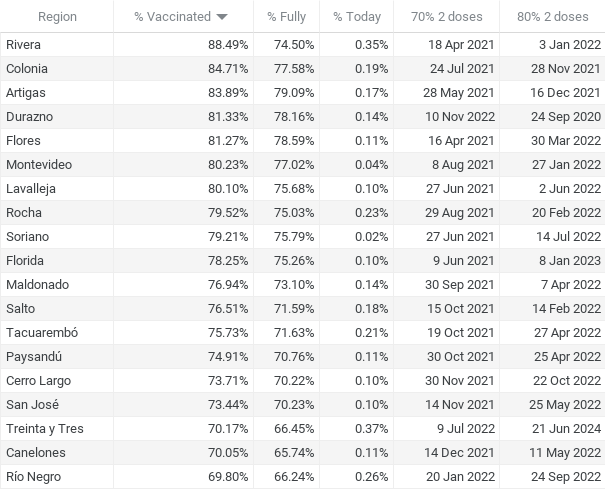 Region % Vaccinated % Fully % Today 70% 2 doses 80% 2 doses
Rivera 88.49% 74.50% 0.35% 18 Apr 2021 3 Jan 2022
Colonia 84.71% 77.58% 0.19% 24 Jul 2021 28 Nov 2021
Artigas 83.89% 79.09% 0.17% 28 May 2021 16 Dec 2021
Durazno 81.33% 78.16% 0.14% 10 Nov 2022 24 Sep 2020
Flores 81.27% 78.59% 0.11% 16 Apr 2021 30 Mar 2022
Montevideo 80.23% 77.02% 0.04% 8 Aug 2021 27 Jan 2022
Lavalleja 80.10% 75.68% 0.10% 27 Jun 2021 2 Jun 2022
Rocha 79.52% 75.03% 0.23% 29 Aug 2021 20 Feb 2022
Soriano 79.21% 75.79% 0.02% 27 Jun 2021 14 Jul 2022
Florida 78.25% 75.26% 0.10% 9 Jun 2021 8 Jan 2023
Maldonado 76.94% 73.10% 0.14% 30 Sep 2021 7 Apr 2022
Salto 76.51% 71.59% 0.18% 15 Oct 2021 14 Feb 2022
Tacuarembó 75.73% 71.63% 0.21% 19 Oct 2021 27 Apr 2022
Paysandú 74.91% 70.76% 0.11% 30 Oct 2021 25 Apr 2022
Cerro Largo 73.71% 70.22% 0.10% 30 Nov 2021 22 Oct 2022
San José 73.44% 70.23% 0.10% 14 Nov 2021 25 May 2022
Treinta y Tres 70.17% 66.45% 0.37% 9 Jul 2022 21 Jun 2024
Canelones 70.05% 65.74% 0.11% 14 Dec 2021 11 May 2022
Río Negro 69.80% 66.24% 0.26% 20 Jan 2022 24 Sep 2022